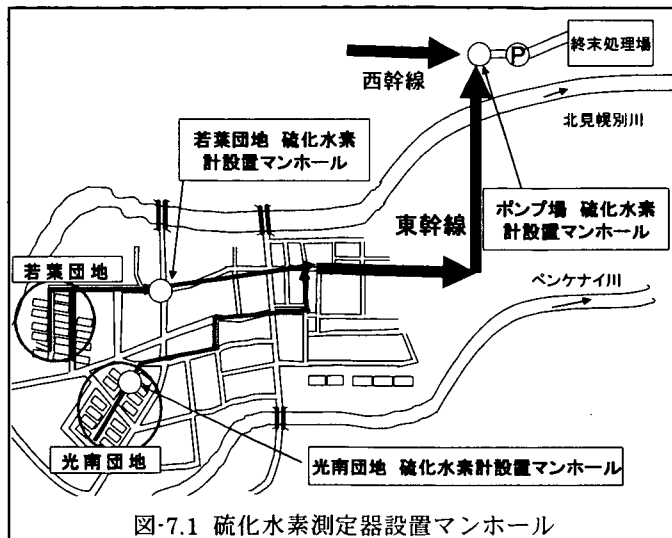 終末処理場
P
西幹線
北見幌別川
若葉団地 硫化水素
計設置マンホール
ポンプ場 硫化水素
計設置マンホール
東幹線
若葉団地
ペンケナイ川
光南団地
光南団地 硫化水素計設置マンホール
図-7.1 硫化水素測定器設置マンホール